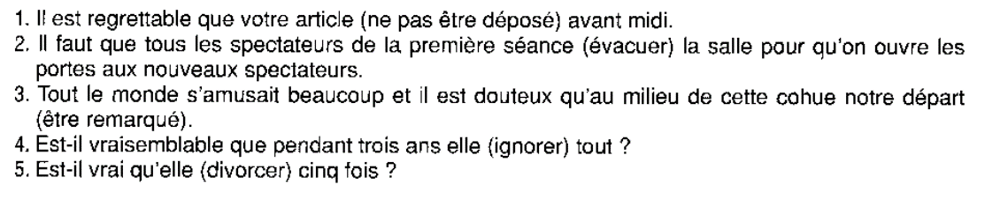 1. Il est regrettable que votre article (ne pas être déposé) avant midi.
2. Il faut que tous les spectateurs de la première séance (évacuer) la salle pour qu'on ouvre les
portes aux nouveaux spectateurs.
3. Tout le monde s'amusait beaucoup et il est douteux qu'au milieu de cette cohue notre départ
(être remarqué).
4. Est-il vraisemblable que pendant trois ans elle (ignorer) tout ?
5. Est-il vrai qu'elle (divorcer) cinq fois ?